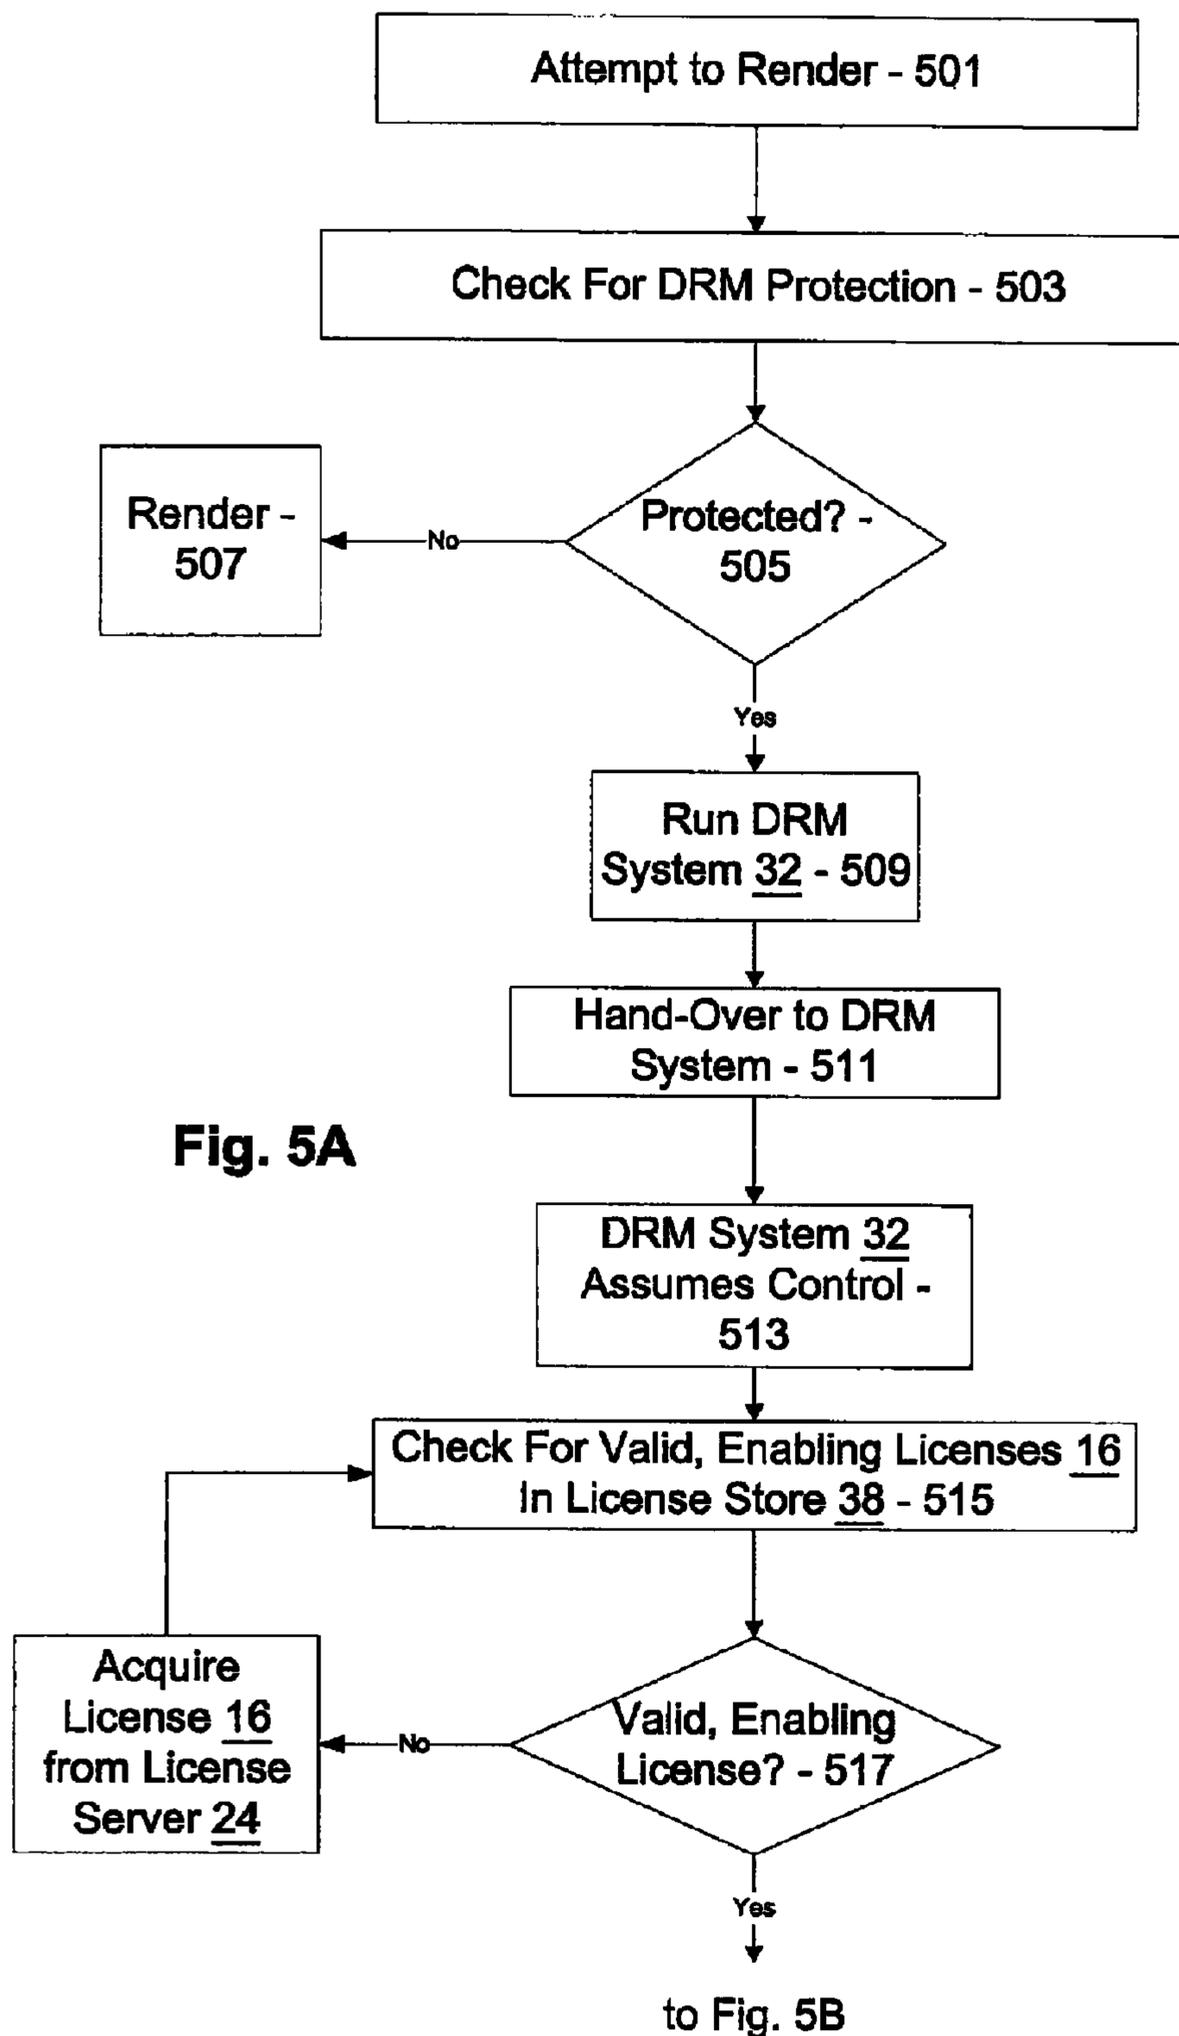 Attempt to Render - 501
Check For DRM Protection - 503
Render -
507
No
Protected? -
505
Yes
Run DRM
System 32 - 509
Hand-Over to DRM
System - 511
Fig. 5A
DRM System 32
Assumes Control -
513
Check For Valid, Enabling Licenses 16
In License Store 38 - 515
Acquire
License 16
from License
Server 24
No
Valid, Enabling
License? - 517
Yes
to Fig. 5B